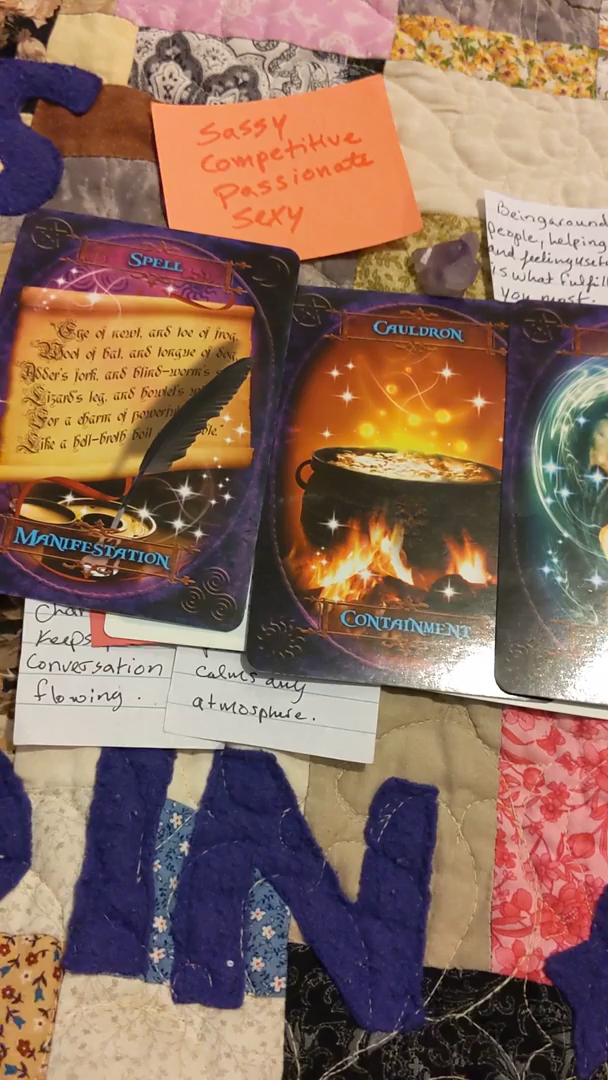 Sassy
Competitive
Passionate
Sexy
Being around
people, helping
and feeling
is what fulfill
you most.
SPELL
"Eye of newt, and toe of frog,
Wool of bat, and tongue of dog,
Adder's fork, and blind-worm's
Lizard's leg, and howlet's
For a charm of powerful
Like a hell-broth boil
MANIFESTATION
CAULDRON
CONTAINMENT
keeps
conversation
flowing.
calms any
atmosphere.
S
IN